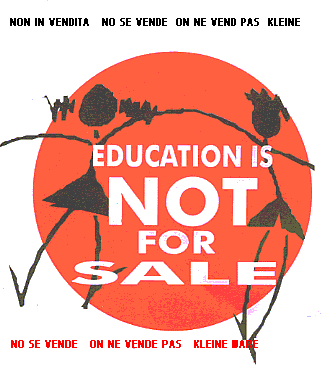 NON IN VENDITA NO SE VENDE ON NE VEND PAS KLEINE
EDUCATION IS
NOT
FOR
SALE
NO SE VENDE ON NE VENDE PAS KLEINE WARE